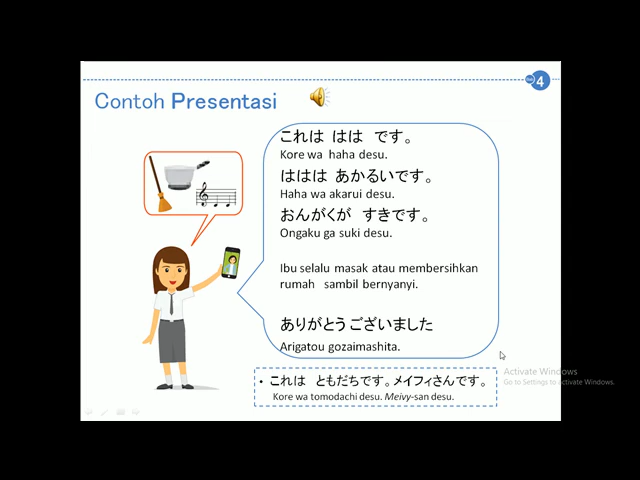 4
Contoh Presentasi
これは はは です。
Kore wa haha desu.
ははは あかるいです。
Haha wa akarui desu.
おんがくが すきです。
Ongaku ga suki desu.
Ibu selalu masak atau membersihkan
rumah sambil bernyanyi.
ありがとう ございました
Arigatou gozaimashita.
• これは ともだちです。メイフィさんです。
Kore wa tomodachi desu. Meivy-san desu.
Activate Windows
Go to Settings to activate Windows.